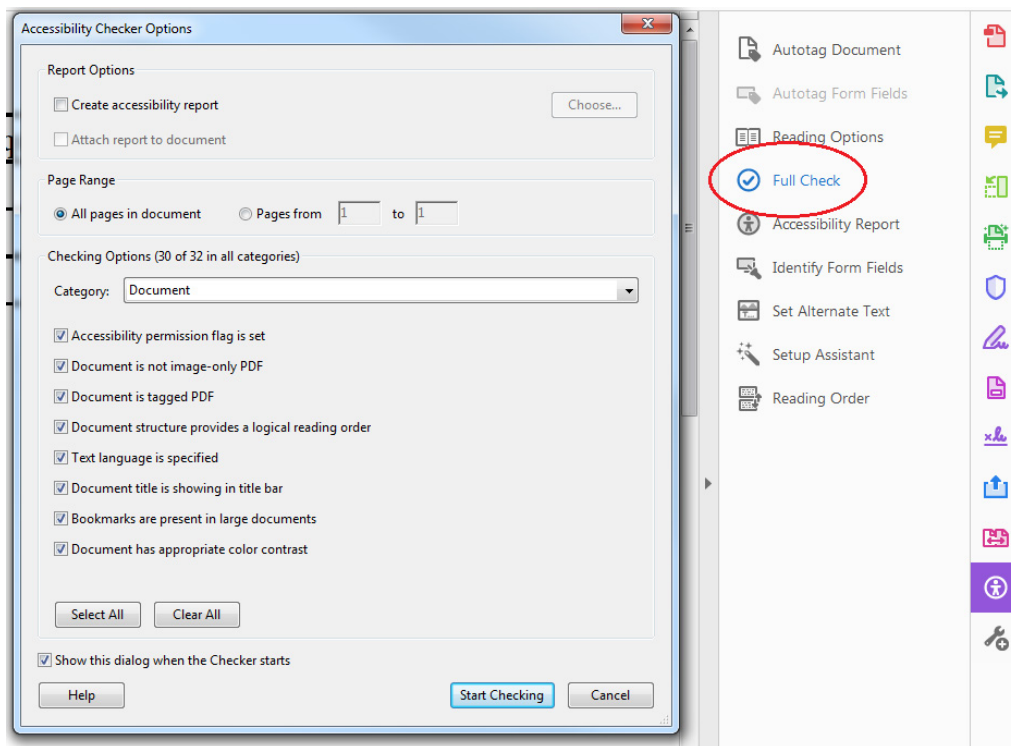 Accessibility Checker Options
Report Options
Create accessibility report
Choose...
Attach report to document
Page Range
All pages in document
Pages from 1 to 1
Checking Options (30 of 32 in all categories)
Category: Document
Accessibility permission flag is set
Document is not image-only PDF
Document is tagged PDF
Document structure provides a logical reading order
Text language is specified
Document title is showing in title bar
Bookmarks are present in large documents
Document has appropriate color contrast
Select All
Clear All
Show this dialog when the Checker starts
Help
Start Checking
Cancel
Autotag Document
Autotag Form Fields
Reading Options
Full Check
Accessibility Report
Identify Form Fields
Set Alternate Text
Setup Assistant
Reading Order